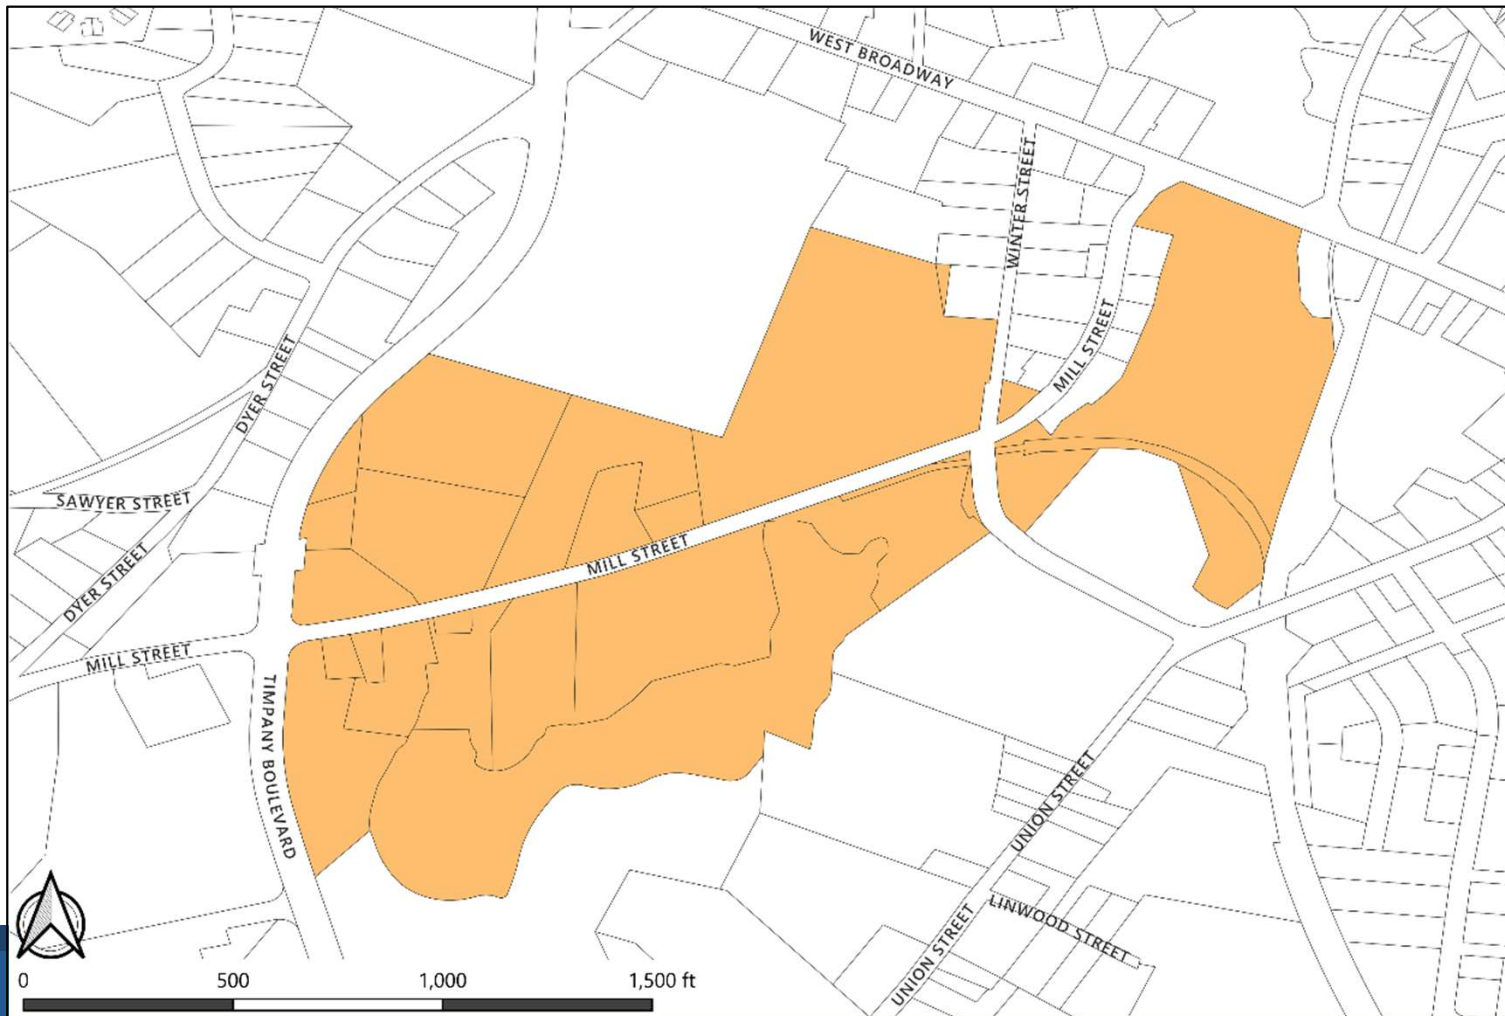 WEST BROADWAY
WINTER STREET
MILL STREET
DYER STREET
SAWYER STREET
DYER STREET
MILL STREET
MILL STREET
TIMPANY BOULEVARD
UNION STREET
LINWOOD STREET
UNION STREET
0 500 1,000 1,500 ft